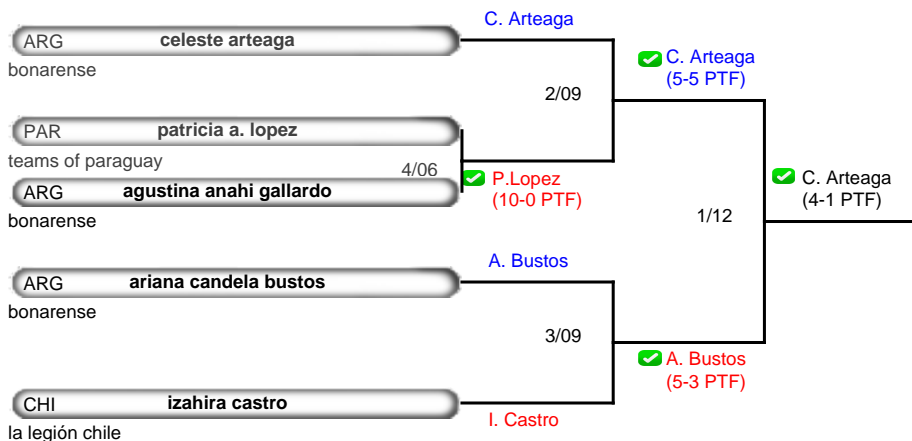 C. Arteaga
ARG celeste arteaga
bonarense
C. Arteaga
(5-5 PTF)
2/09
PAR patricia a. lopez
teams of paraguay
4/06
P.Lopez
(10-0 PTF)
ARG agustina anahi gallardo
bonarense
C. Arteaga
(4-1 PTF)
1/12
A. Bustos
ARG ariana candela bustos
bonarense
3/09
A. Bustos
(5-3 PTF)
CHI izahira castro
I. Castro
la legión chile